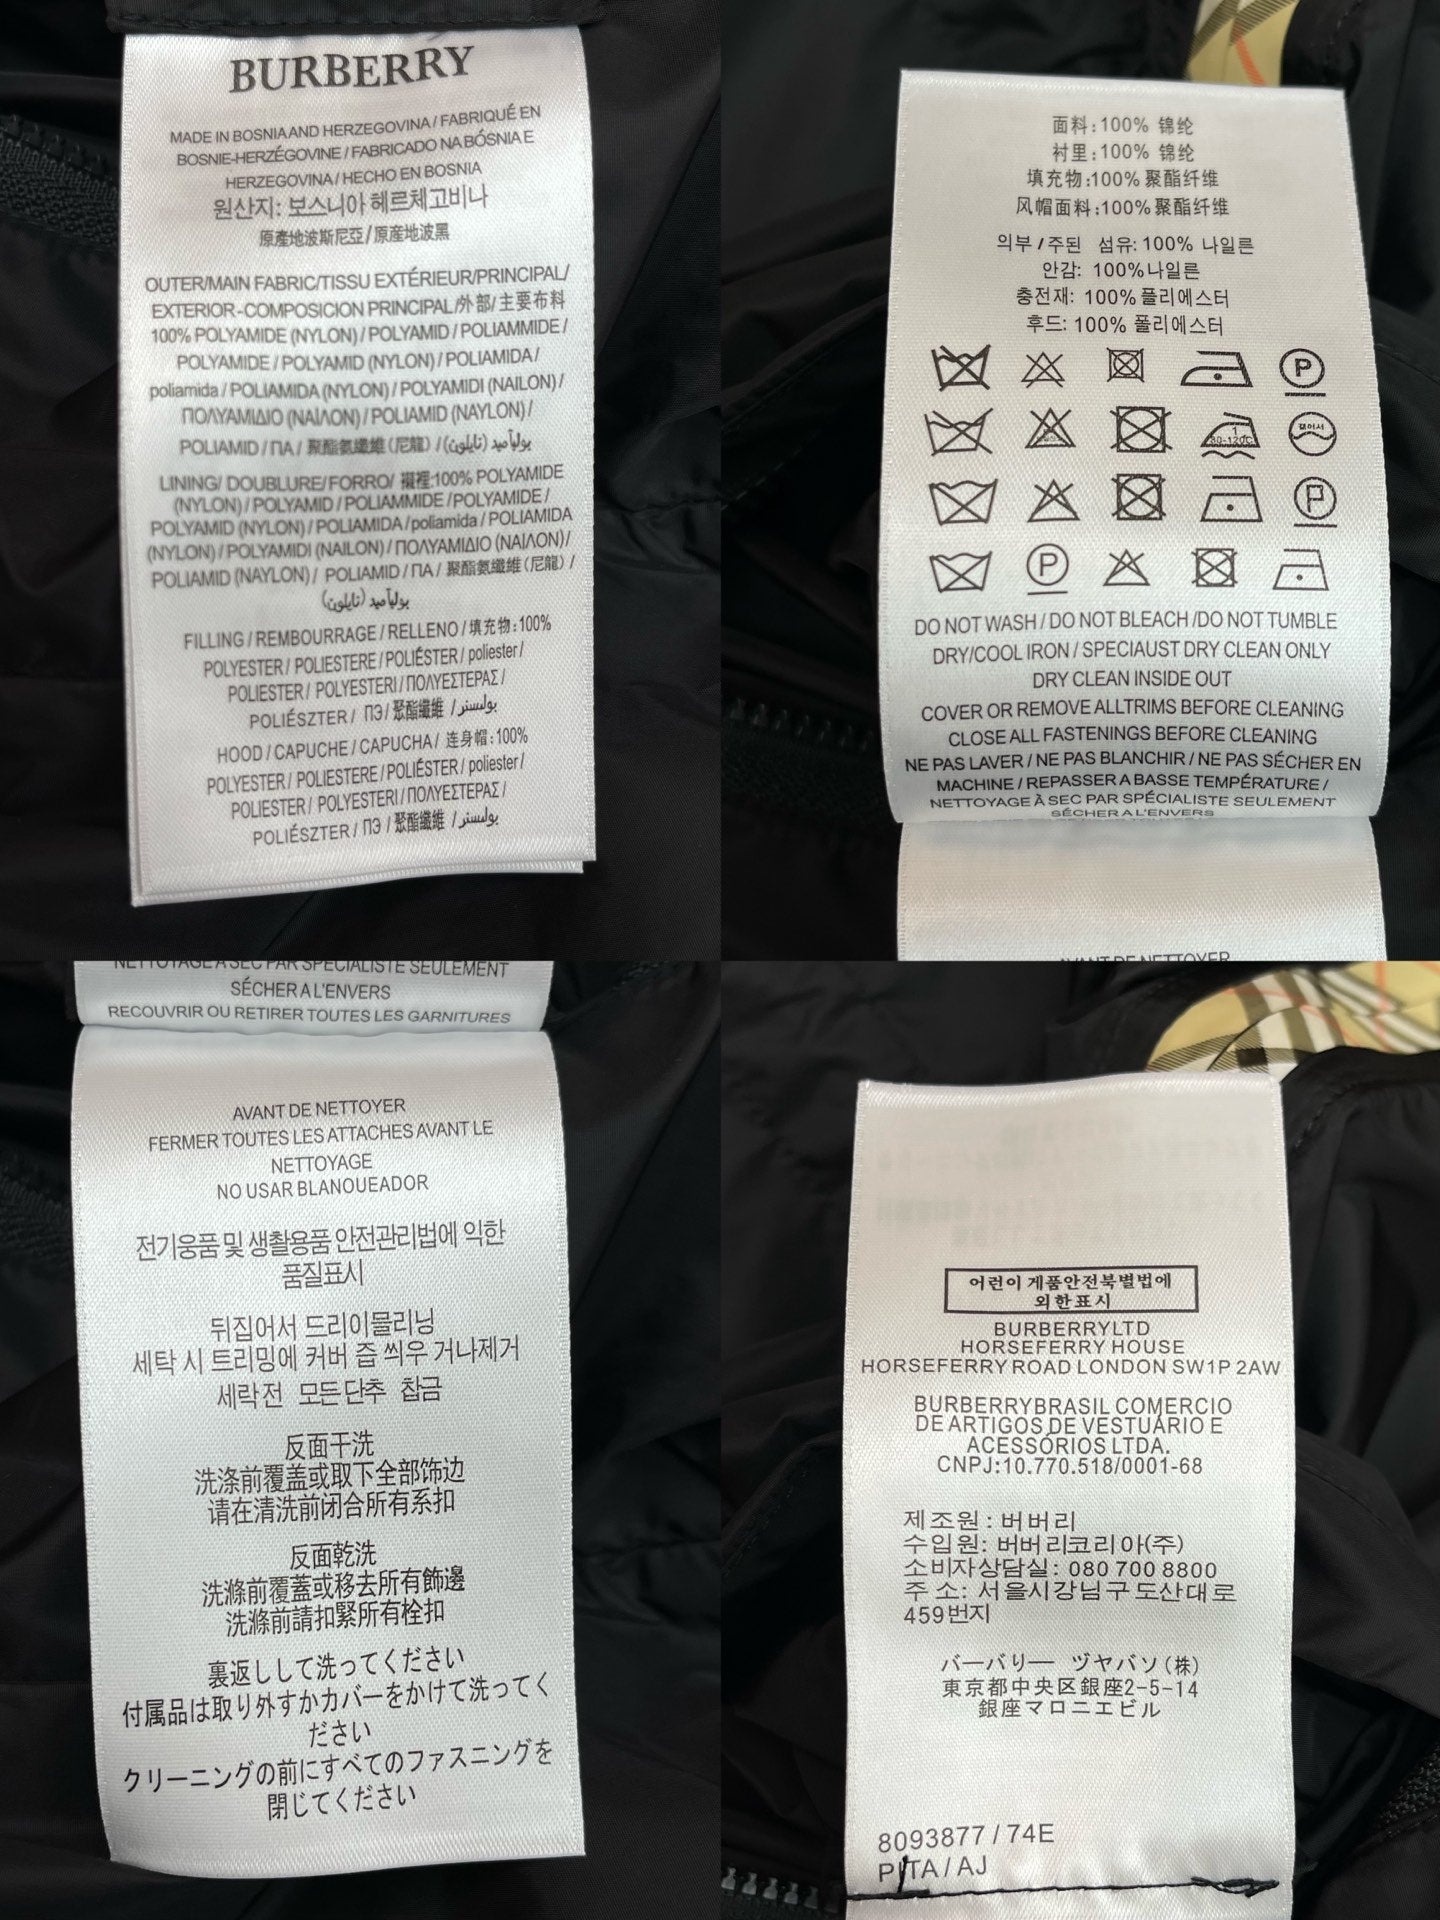 BURBERRY
MADE IN BOSNIA AND HERZEGOVINA / FABRIQUÉ EN
BOSNIE-HERZÉGOVINE / FABRICADO NA BÓSNIA E
HERZEGOVINA / HECHO EN BOSNIA
원산지: 보스니아 헤르체고비나
原產地波斯尼亞/原産地波黑
OUTER/MAIN FABRIC/TISSU EXTÉRIEUR/PRINCIPAL/
EXTERIOR-COMPOSICION PRINCIPAL/外部/主要布料
100% POLYAMIDE (NYLON) / POLYAMID / POLIAMMIDE /
POLYAMIDE / POLYAMID (NYLON) / POLIAMIDA /
poliamida / POLIAMIDA (NYLON) / POLYAMIDI (NAILON) /
ΠΟΛΥΑΜΙΔΙΟ (ΝΑΙΛΟΝ) / POLIAMID (NAYLON) /
POLIAMID / ПА / 聚酯氨纖維 (尼龍) / (نايلون) بولیآمید
LINING/ DOUBLURE/ FORRO/ 襯裡:100% POLYAMIDE
(NYLON) / POLYAMID / POLIAMMIDE / POLYAMIDE /
POLYAMID (NYLON) / POLIAMIDA / poliamida / POLIAMIDA
(NYLON) / POLYAMIDI (NAILON) / ΠΟΛΥΑΜΙΔΙΟ (ΝΑΙΛΟΝ) /
POLIAMID (NAYLON) / POLIAMID / ПА / 聚酯氨纖維 (尼龍) /
(نايلون) بولیآمید
FILLING / REMBOURRAGE / RELLENO / 填充物:100%
POLYESTER / POLIESTERE / POLIÉSTER / poliester /
POLIESTER / POLYESTERI / ΠΟΛΥΕΣΤΕΡΑΣ /
POLIÉSZTER / ПЭ / 聚酯纖維 / بوليستر
HOOD / CAPUCHE / CAPUCHA / 连身帽:100%
POLYESTER / POLIESTERE / POLIÉSTER / poliester /
POLIESTER / POLYESTERI / ΠΟΛΥΕΣΤΕΡΑΣ /
POLIÉSZTER / ПЭ / 聚酯纖維 / بوليستر
面料:100% 锦纶
衬里:100% 锦纶
填充物:100% 聚酯纤维
风帽面料:100% 聚酯纤维
외부 / 주된 섬유: 100% 나일론
안감: 100%나일론
충전재: 100% 폴리에스터
후드: 100% 폴리에스터
P
1
80-120℃
P
P
DO NOT WASH / DO NOT BLEACH /DO NOT TUMBLE
DRY/COOL IRON / SPECIAUST DRY CLEAN ONLY
DRY CLEAN INSIDE OUT
COVER OR REMOVE ALLTRIMS BEFORE CLEANING
CLOSE ALL FASTENINGS BEFORE CLEANING
NE PAS LAVER / NE PAS BLANCHIR / NE PAS SÉCHER EN
MACHINE / REPASSER A BASSE TEMPÉRATURE /
NETTOYAGE À SEC PAR SPÉCIALISTE SEULEMENT
SÉCHER A L'ENVERS
AVANT DE NETTOYER
NETTOYAGE À SEC PAR SPÉCIALISTE SEULEMENT
SÉCHER A L'ENVERS
RECOUVRIR OU RETIRER TOUTES LES GARNITURES
AVANT DE NETTOYER
FERMER TOUTES LES ATTACHES AVANT LE
NETTOYAGE
NO USAR BLANOUEADOR
전기웅품 및 생활용품 안전관리법에 익한
품질표시
뒤집어서 드리이물리닝
세탁 시 트리밍에 커버 즙 씌우 거나제거
세락전 모든단추 찹금
反面干洗
洗涤前覆盖或取下全部饰边
请在清洗前闭合所有系扣
反面乾洗
洗滌前覆蓋或移去所有飾邊
洗滌前請扣緊所有栓扣
裏返しして洗ってください
付属品は取り外すかカバーをかけて洗ってく
ださい
クリーニングの前にすべてのファスニングを
閉じてください
어런이 게품안전북별법에
외한표시
BURBERRYLTD
HORSEFERRY HOUSE
HORSEFERRY ROAD LONDON SW1P 2AW
BURBERRYBRASIL COMERCIO
DE ARTIGOS DE VESTUÁRIO E
ACESSÓRIOS LTDA.
CNPJ:10.770.518/0001-68
제조원 : 버버리
수입원: 버버리코리아(주)
소비자상담실: 080 700 8800
주 소: 서울시강님구 도산대로
459번지
バーバリー ヅヤバソ (株)
東京都中央区銀座2-5-14
銀座マロニエビル
8093877 / 74E
PITA / AJ